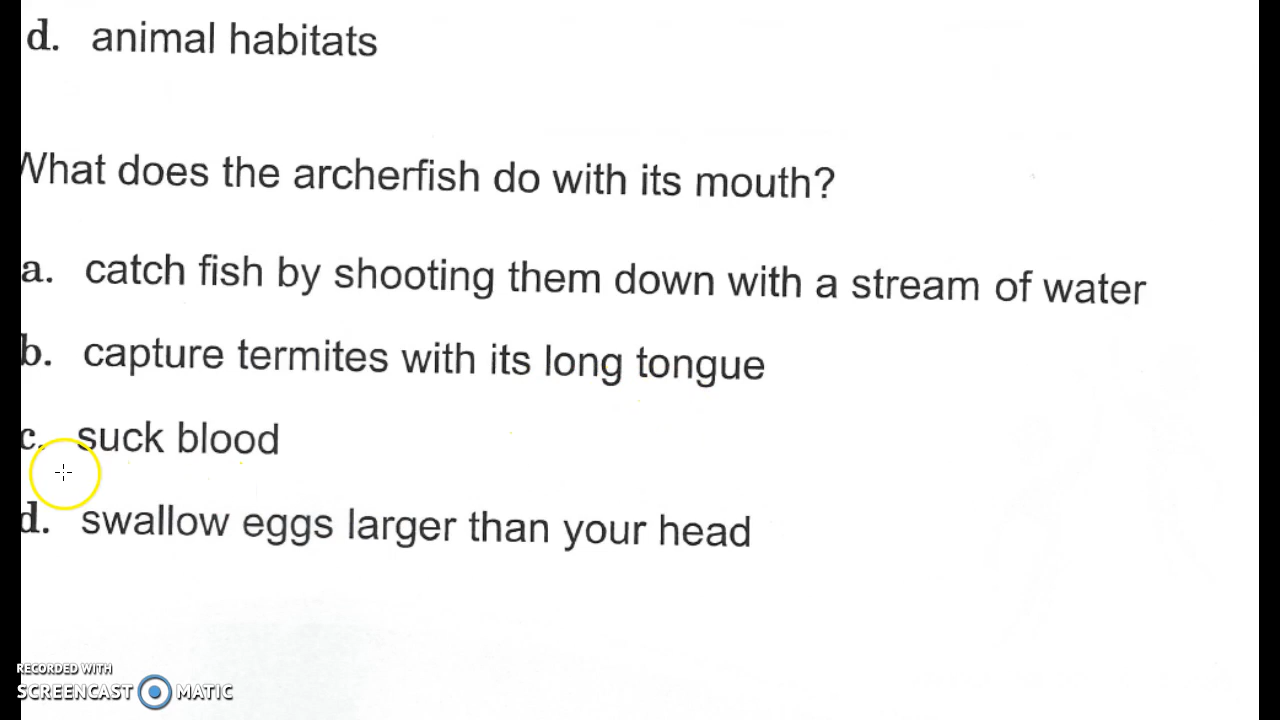 d. animal habitats
What does the archerfish do with its mouth?
a. catch fish by shooting them down with a stream of water
b. capture termites with its long tongue
c. suck blood
d. swallow eggs larger than your head
RECORDED WITH
SCREENCAST MATIC